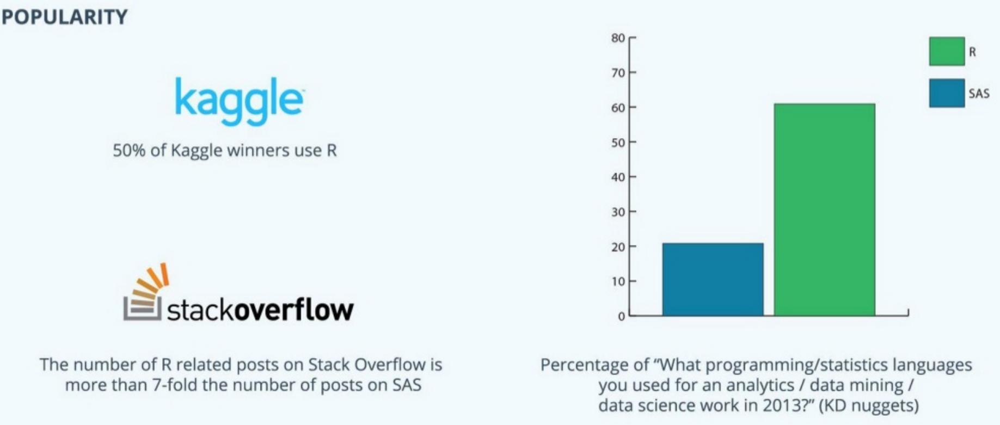 POPULARITY
kaggle
50% of Kaggle winners use R
stackoverflow
The number of R related posts on Stack Overflow is
more than 7-fold the number of posts on SAS
80
70
60
50
40
30
20
10
0
R
SAS
Percentage of “What programming/statistics languages
you used for an analytics / data mining /
data science work in 2013?” (KD nuggets)